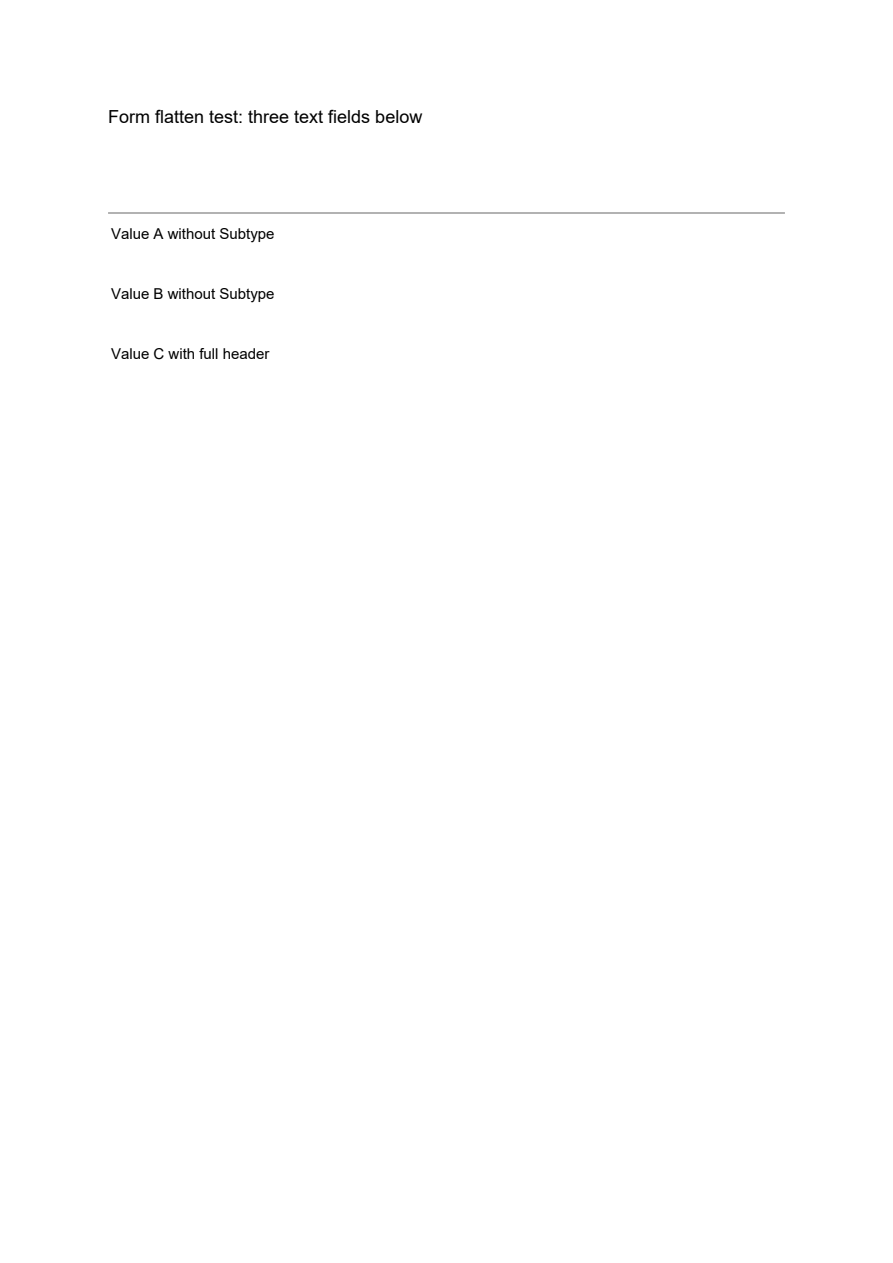 Form flatten test: three text fields below
Value A without Subtype
Value B without Subtype
Value C with full header